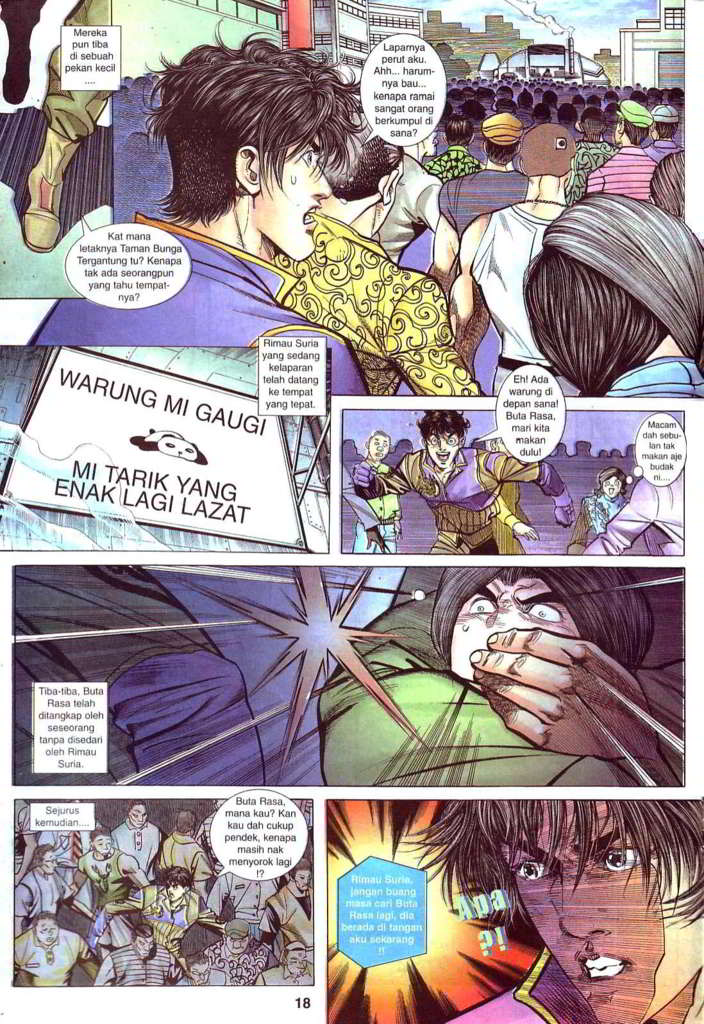 Mereka
pun tiba
di sebuah
pekan kecil
....
Laparnya
perut aku.
Ahh... harum-
nya bau...
kenapa ramai
sangat orang
berkumpul di
sana?
Kat mana
letaknya Taman Bunga
Tergantung tu? Kenapa
tak ada seorangpun
yang tahu tempat-
nya?
Rimau Suria
yang sedang
kelaparan
telah datang
ke tempat
yang tepat.
WARUNG MI GAUGI
MI TARIK YANG
ENAK LAGI LAZAT
Eh! Ada
warung di
depan sana!
Buta Rasa,
mari kita
makan
dulu!
Macam
dah sebu-
lan tak
makan aje
budak
ni....
Tiba-tiba, Buta
Rasa telah
ditangkap oleh
seseorang
tanpa disedari
oleh Rimau
Suria.
Sejurus
kemudian....
Buta Rasa,
mana kau? Kan
kau dah cukup
pendek, kenapa
masih nak
menyorok lagi
!?
Rimau Suria,
jangan buang
masa cari Buta
Rasa lagi, dia
berada di tangan
aku sekarang
!!
Apa
?!
18